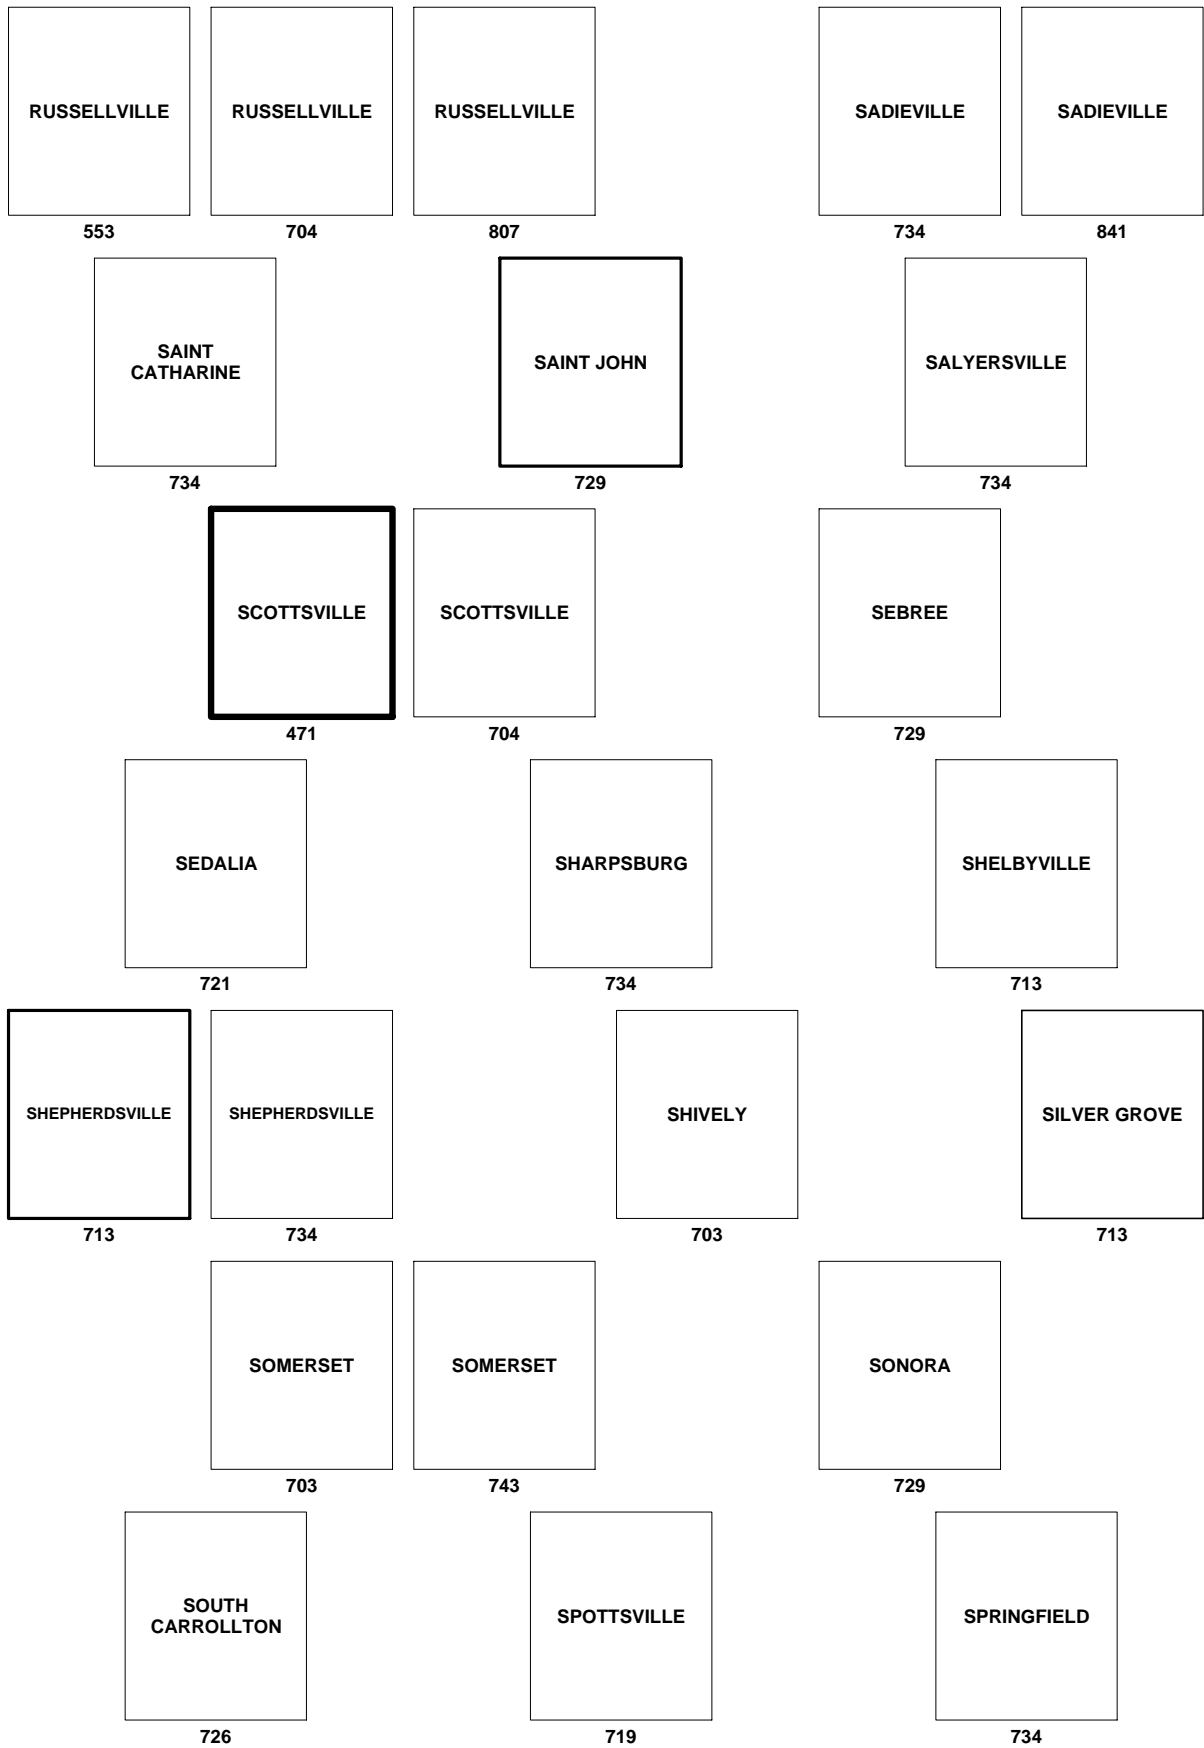 RUSSELLVILLE RUSSELLVILLE RUSSELLVILLE SADIEVILLE SADIEVILLE
553 704 807 734 841
SAINT
CATHARINE
SAINT JOHN
SALYERSVILLE
734 729 734
SCOTTSVILLE SCOTTSVILLE SEBREE
471 704 729
SEDALIA SHARPSBURG SHELBYVILLE
721 734 713
SHEPHERDSVILLE SHEPHERDSVILLE SHIVELY SILVER GROVE
713 734 703 713
SOMERSET SOMERSET SONORA
703 743 729
SOUTH
CARROLLTON
SPOTTSVILLE
SPRINGFIELD
726 719 734